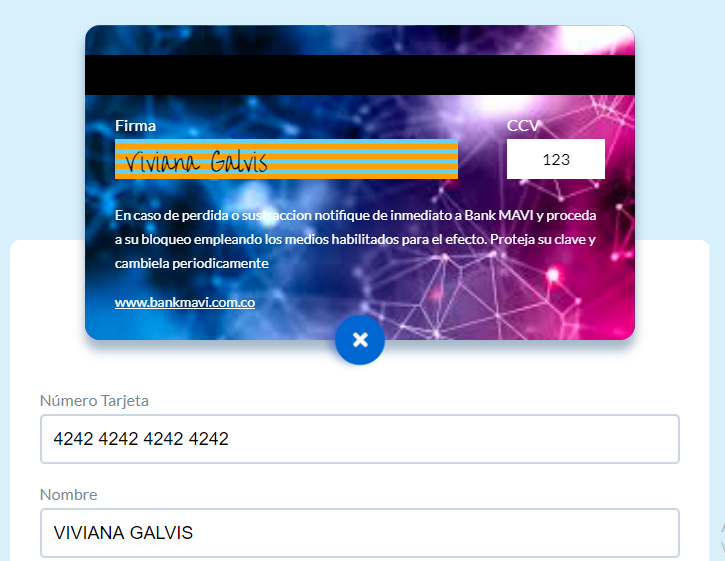 Firma
CCV
Viviana Galvis
123
En caso de perdida o sustraccion notifique de inmediato a Bank MAVI y proceda
a su bloqueo empleando los medios habilitados para el efecto. Proteja su clave y
cambiela periodicamente
www.bankmavi.com.co
Número Tarjeta
4242 4242 4242 4242
Nombre
VIVIANA GALVIS